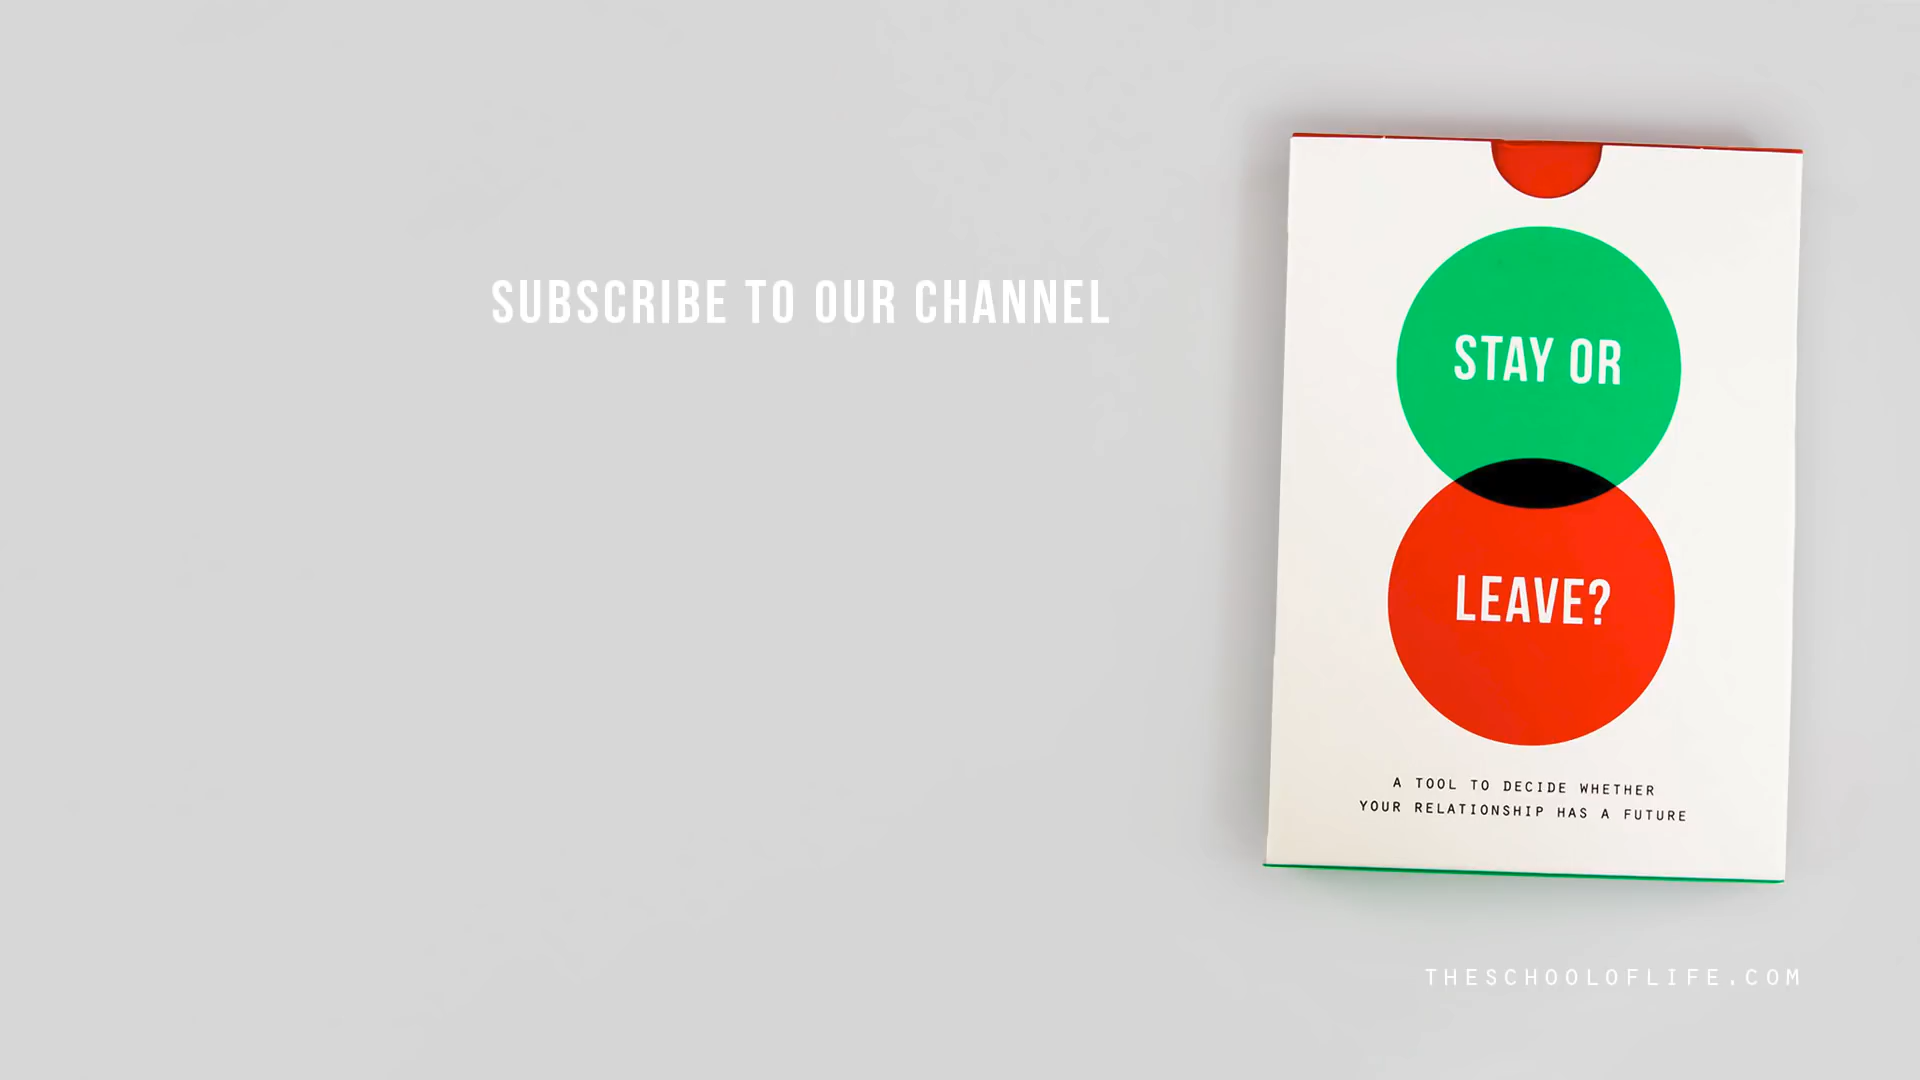 SUBSCRIBE TO OUR CHANNEL
STAY OR
LEAVE?
A TOOL TO DECIDE WHETHER
YOUR RELATIONSHIP HAS A FUTURE
THESCHOOLOFLIFE.COM